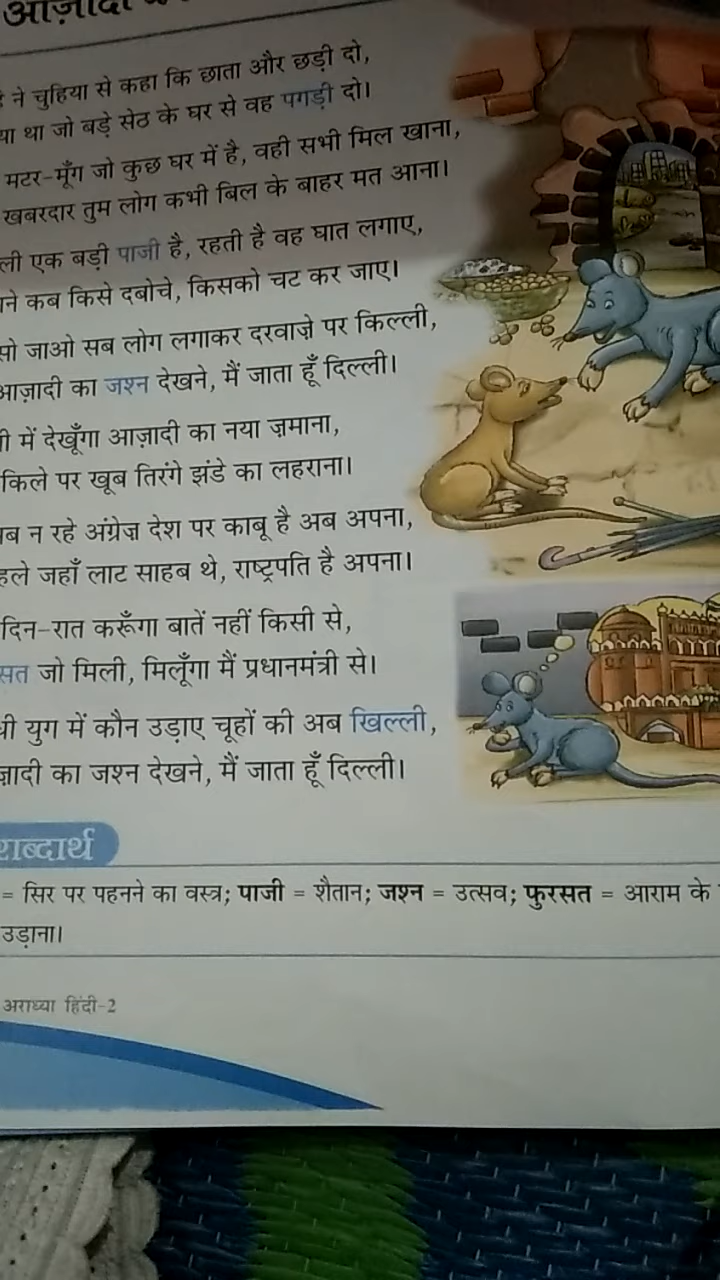 आज़ादी
ने चुहिया से कहा कि छाता और छड़ी दो,
था जो बड़े सेठ के घर से वह पगड़ी दो।
मटर-मूँग जो कुछ घर में है, वही सभी मिल खाना,
खबरदार तुम लोग कभी बिल के बाहर मत आना।
एक बड़ी पाजी है, रहती है वह घात लगाए,
कब किसे दबोचे, किसको चट कर जाए।
सो जाओ सब लोग लगाकर दरवाज़े पर किल्ली,
आज़ादी का जश्न देखने, मैं जाता हूँ दिल्ली।
में देखूँगा आज़ादी का नया ज़माना,
किले पर खूब तिरंगे झंडे का लहराना।
न रहे अंग्रेज़ देश पर काबू है अब अपना,
जहाँ लाट साहब थे, राष्ट्रपति है अपना।
दिन-रात करूँगा बातें नहीं किसी से,
जो मिली, मिलूँगा मैं प्रधानमंत्री से।
युग में कौन उड़ाए चूहों की अब खिल्ली,
का जश्न देखने, मैं जाता हूँ दिल्ली।
शब्दार्थ
= सिर पर पहनने का वस्त्र; पाजी = शैतान; जश्न = उत्सव; फुरसत = आराम के
उड़ाना।
अराध्या हिंदी-2